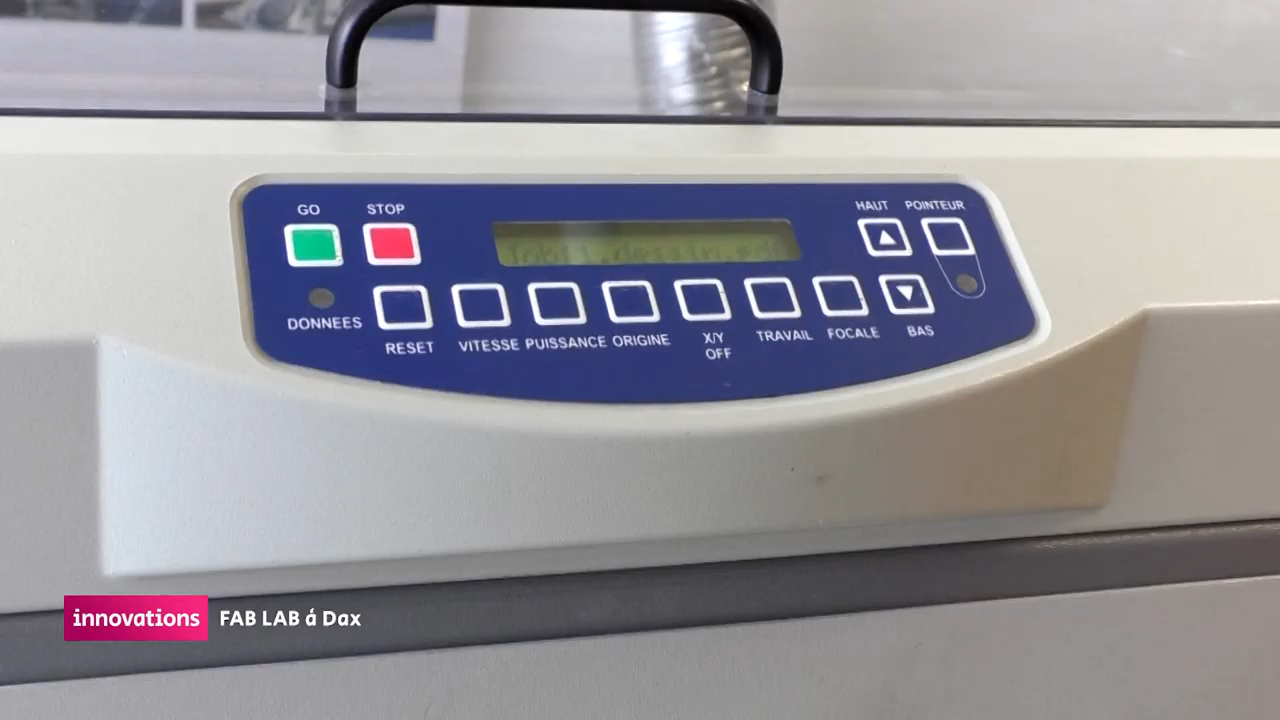 GO STOP HAUT POINTEUR
DONNEES RESET VITESSE PUISSANCE ORIGINE X/Y OFF TRAVAIL FOCALE BAS
innovations FAB LAB á Dax